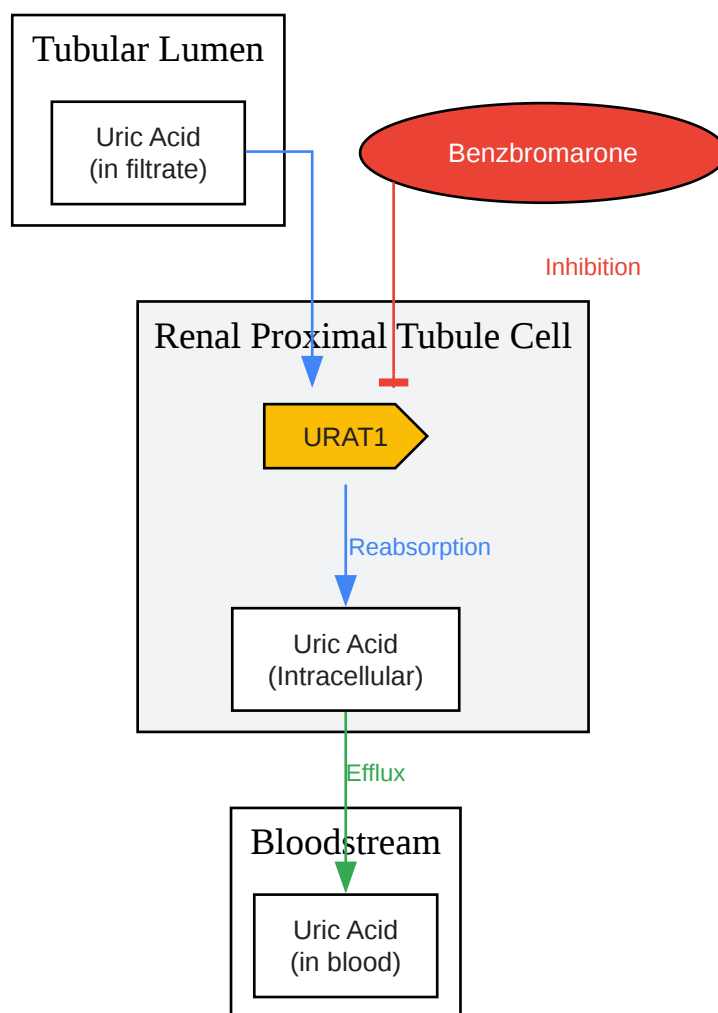 Tubular Lumen
Uric Acid
(in filtrate)
Benzbromarone
Inhibition
Renal Proximal Tubule Cell
URAT1
Reabsorption
Uric Acid
(Intracellular)
Efflux
Bloodstream
Uric Acid
(in blood)